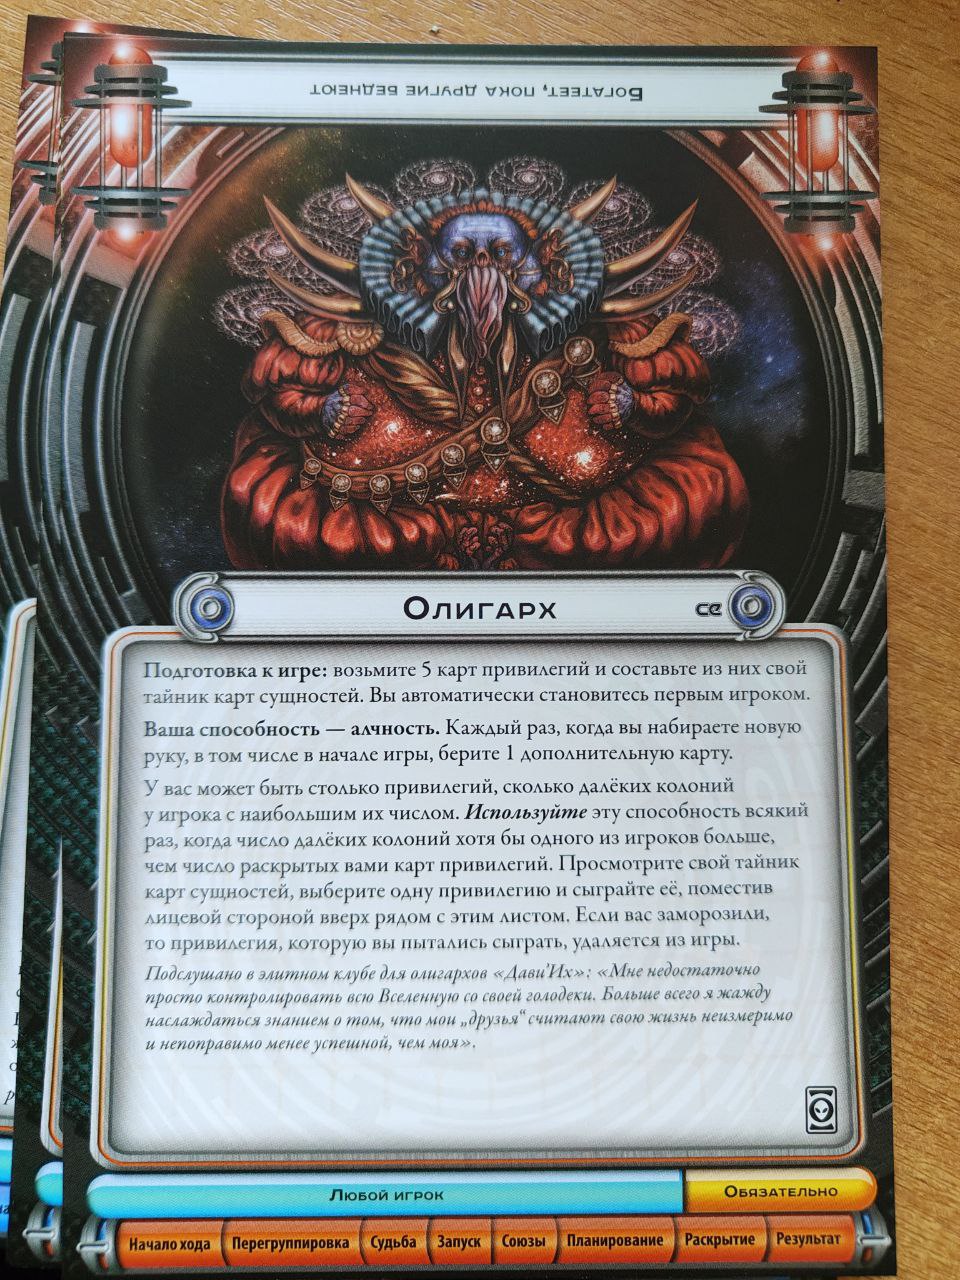 Богатеет, пока другие беднеют
Олигарх
се
Подготовка к игре: возьмите 5 карт привилегий и составьте из них свой
тайник карт сущностей. Вы автоматически становитесь первым игроком.
Ваша способность — алчность. Каждый раз, когда вы набираете новую
руку, в том числе в начале игры, берите 1 дополнительную карту.
У вас может быть столько привилегий, сколько далёких колоний
у игрока с наибольшим их числом. Используйте эту способность всякий
раз, когда число далёких колоний хотя бы одного из игроков больше,
чем число раскрытых вами карт привилегий. Просмотрите свой тайник
карт сущностей, выберите одну привилегию и сыграйте её, поместив
лицевой стороной вверх рядом с этим листом. Если вас заморозили,
то привилегия, которую вы пытались сыграть, удаляется из игры.
Подслушано в элитном клубе для олигархов «Дави’Их»: «Мне недостаточно
просто контролировать всю Вселенную со своей голодеки. Больше всего я жажду
наслаждаться знанием о том, что мои „друзья“ считают свою жизнь неизмеримо
и непоправимо менее успешной, чем моя».
Любой игрок
Обязательно
Начало хода Перегруппировка Судьба Запуск Союзы Планирование Раскрытие Результат